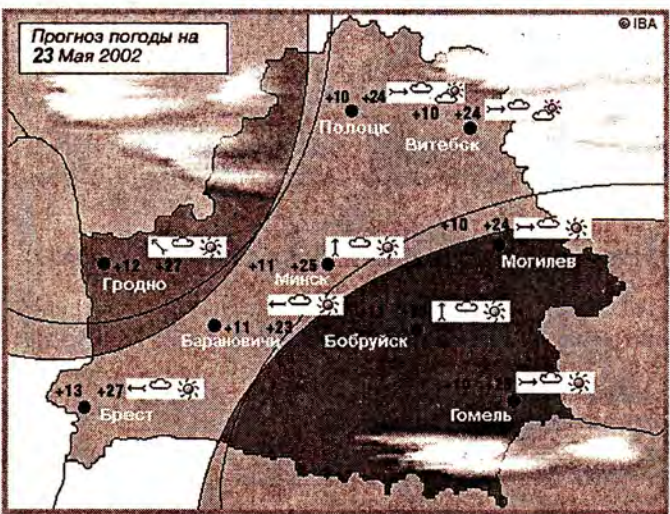 Прогноз погоды на
23 Мая 2002
© IBA
+10 +24
Полоцк
+10 +24
Витебск
+10 +24
Могилев
+12 +27
Гродно
+11 +25
Минск
+11 +23
Барановичи
Бобруйск
+13 +27
Брест
Гомель